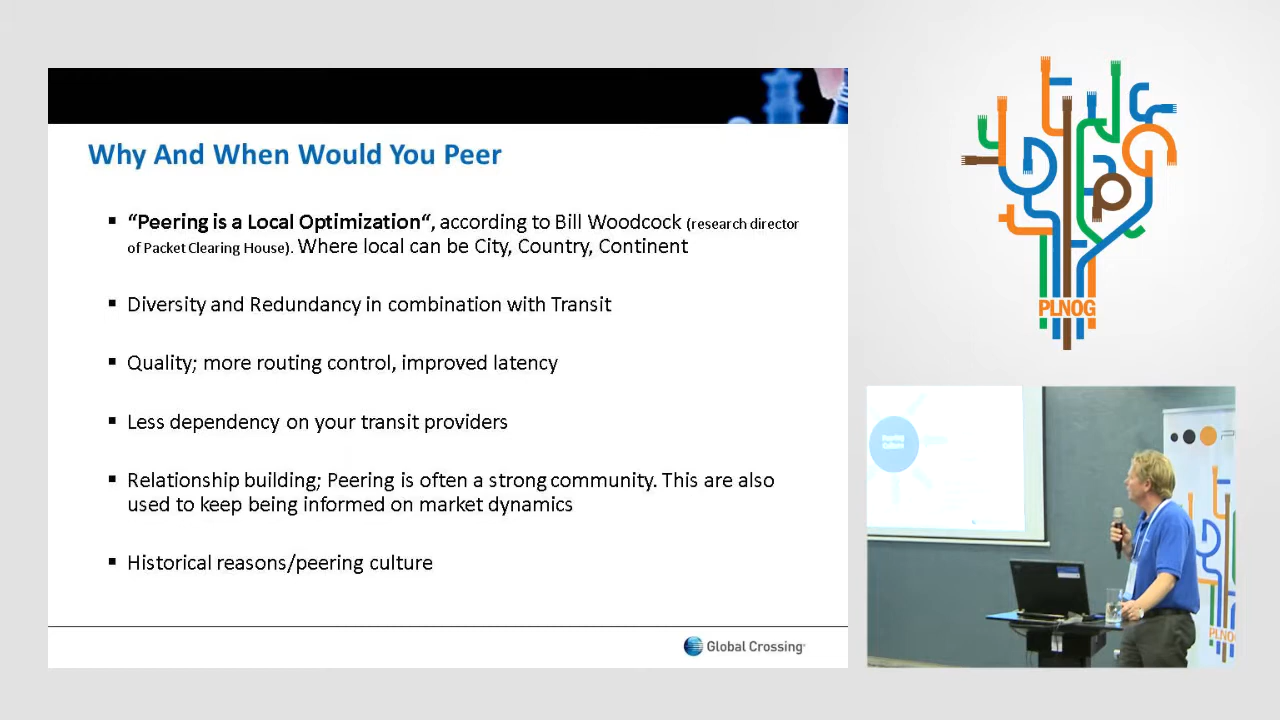 Why And When Would You Peer
▪ “Peering is a Local Optimization“, according to Bill Woodcock (research director
of Packet Clearing House). Where local can be City, Country, Continent
▪ Diversity and Redundancy in combination with Transit
▪ Quality; more routing control, improved latency
▪ Less dependency on your transit providers
▪ Relationship building; Peering is often a strong community. This are also
used to keep being informed on market dynamics
▪ Historical reasons/peering culture
Global Crossing
PLNOG
Peering
Culture
PLNO